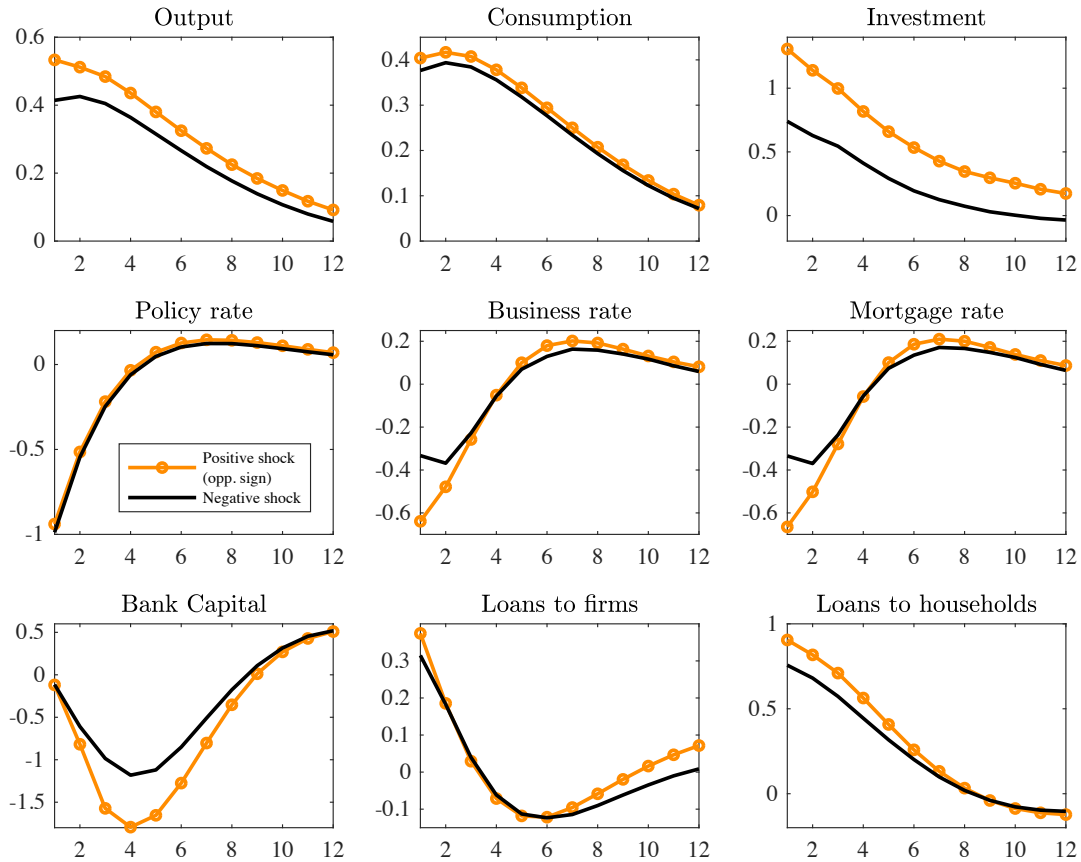 Output
Consumption
Investment
0.6
0.4
0.2
0
2 4 6 8 10 12
0.4
0.3
0.2
0.1
0
2 4 6 8 10 12
1
0.5
0
2 4 6 8 10 12
Policy rate
Business rate
Mortgage rate
0
-0.5
-1
Positive shock
(opp. sign)
Negative shock
2 4 6 8 10 12
0.2
0
-0.2
-0.4
-0.6
2 4 6 8 10 12
0.2
0
-0.2
-0.4
-0.6
2 4 6 8 10 12
Bank Capital
Loans to firms
Loans to households
0.5
0
-0.5
-1
-1.5
2 4 6 8 10 12
0.3
0.2
0.1
0
-0.1
2 4 6 8 10 12
1
0.5
0
2 4 6 8 10 12